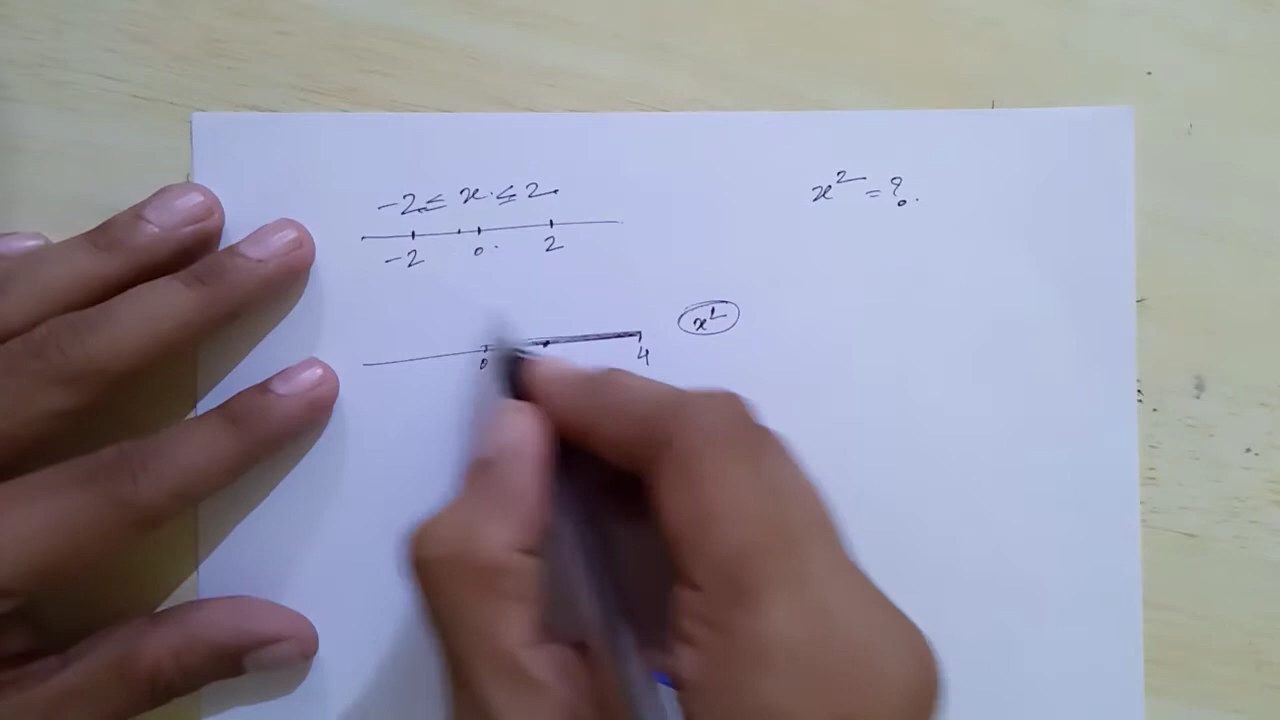 -2 ≤ x ≤ 2
x² = ?
-2 0 2
x²
0 4